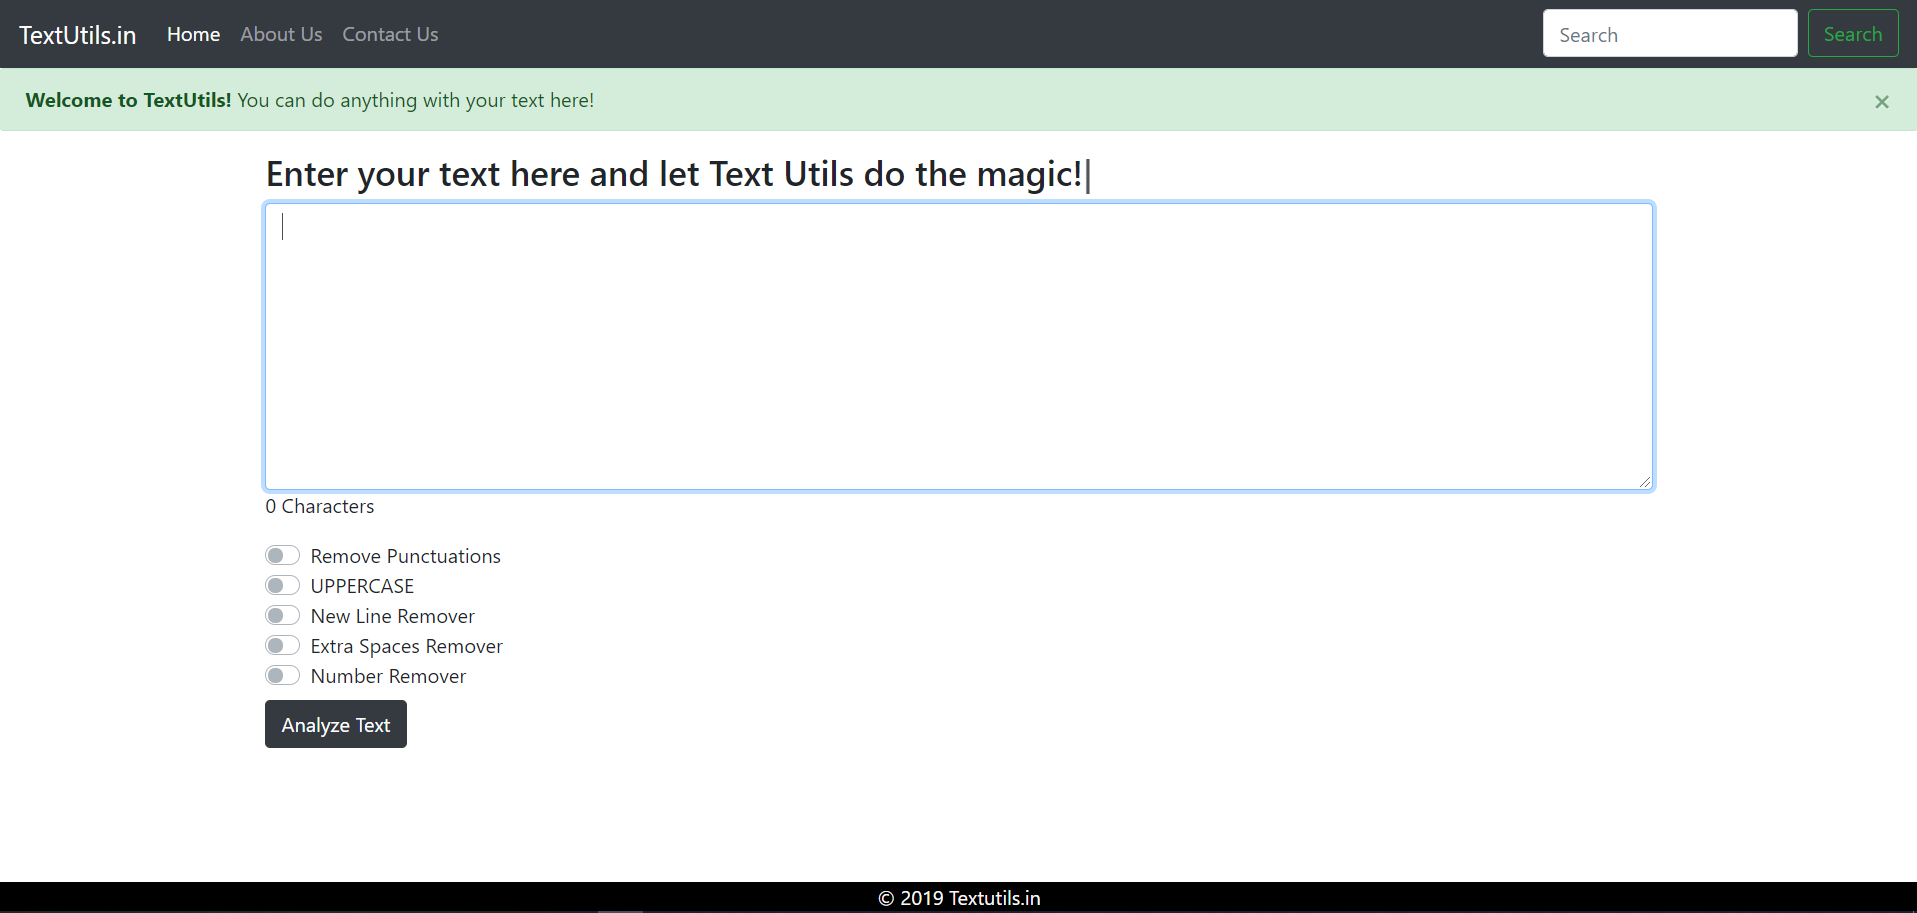 TextUtils.in Home About Us Contact Us Search Search
Welcome to TextUtils! You can do anything with your text here! ×
Enter your text here and let Text Utils do the magic!|
0 Characters
Remove Punctuations
UPPERCASE
New Line Remover
Extra Spaces Remover
Number Remover
Analyze Text
© 2019 Textutils.in